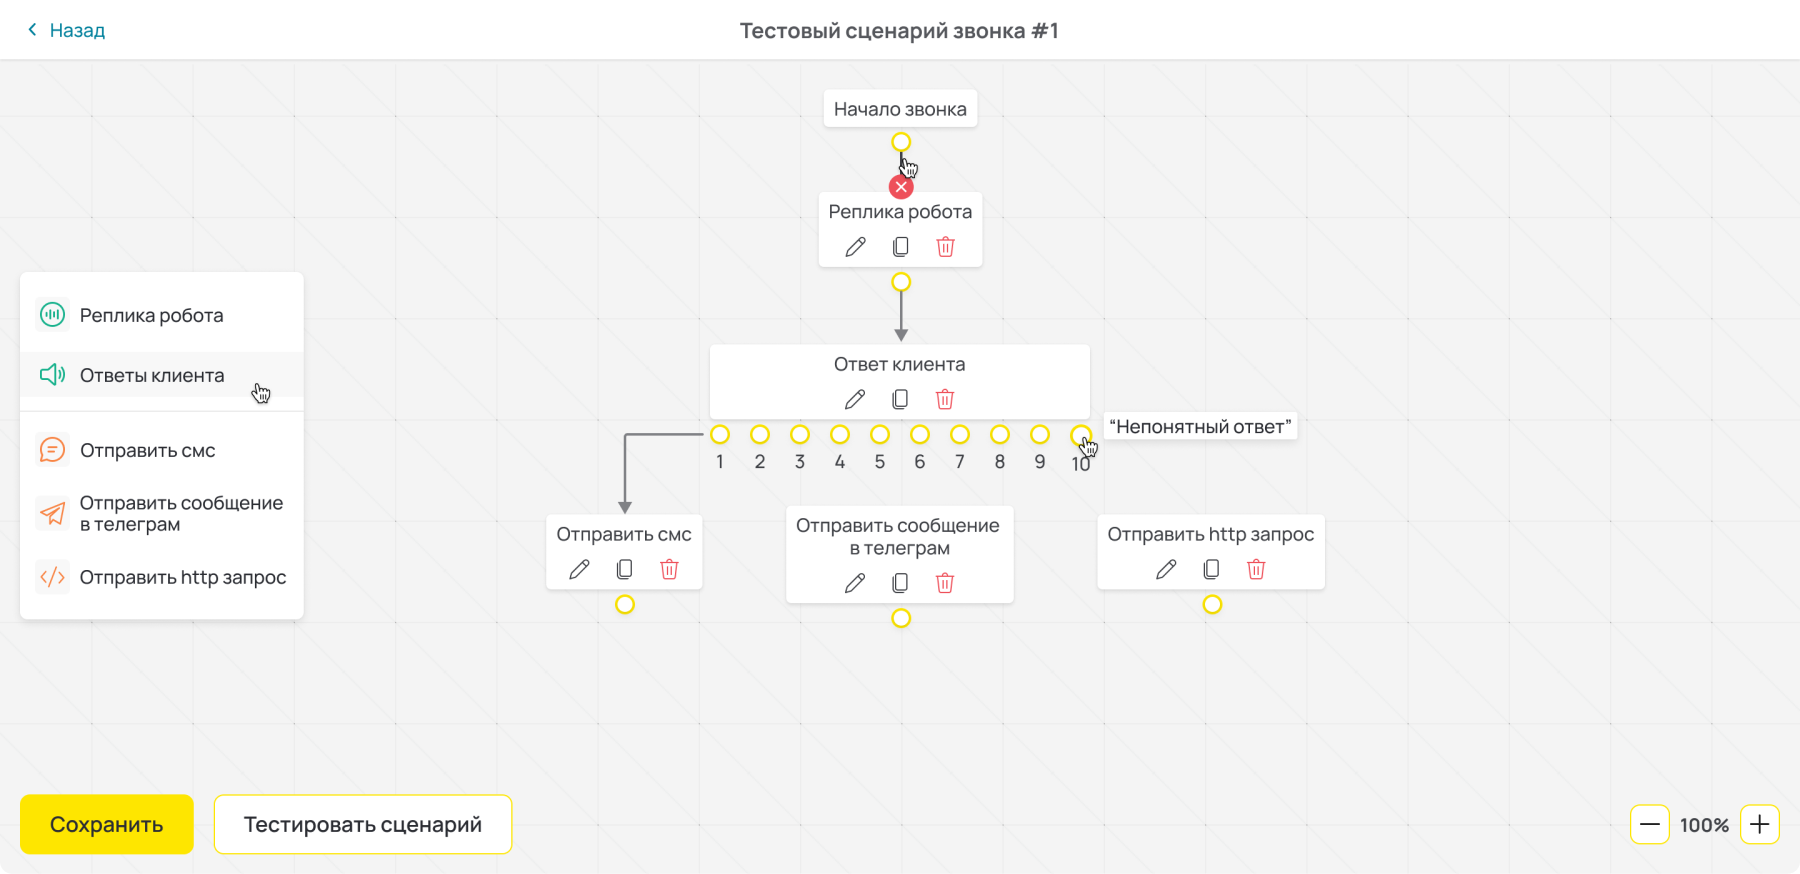 Назад
Тестовый сценарий звонка #1
Начало звонка
Реплика робота
Реплика робота
Ответы клиента
Отправить смс
Отправить сообщение
в телеграм
Отправить http запрос
Ответ клиента
“Непонятный ответ”
1 2 3 4 5 6 7 8 9 10
Отправить смс
Отправить сообщение
в телеграм
Отправить http запрос
Сохранить
Тестировать сценарий
100%